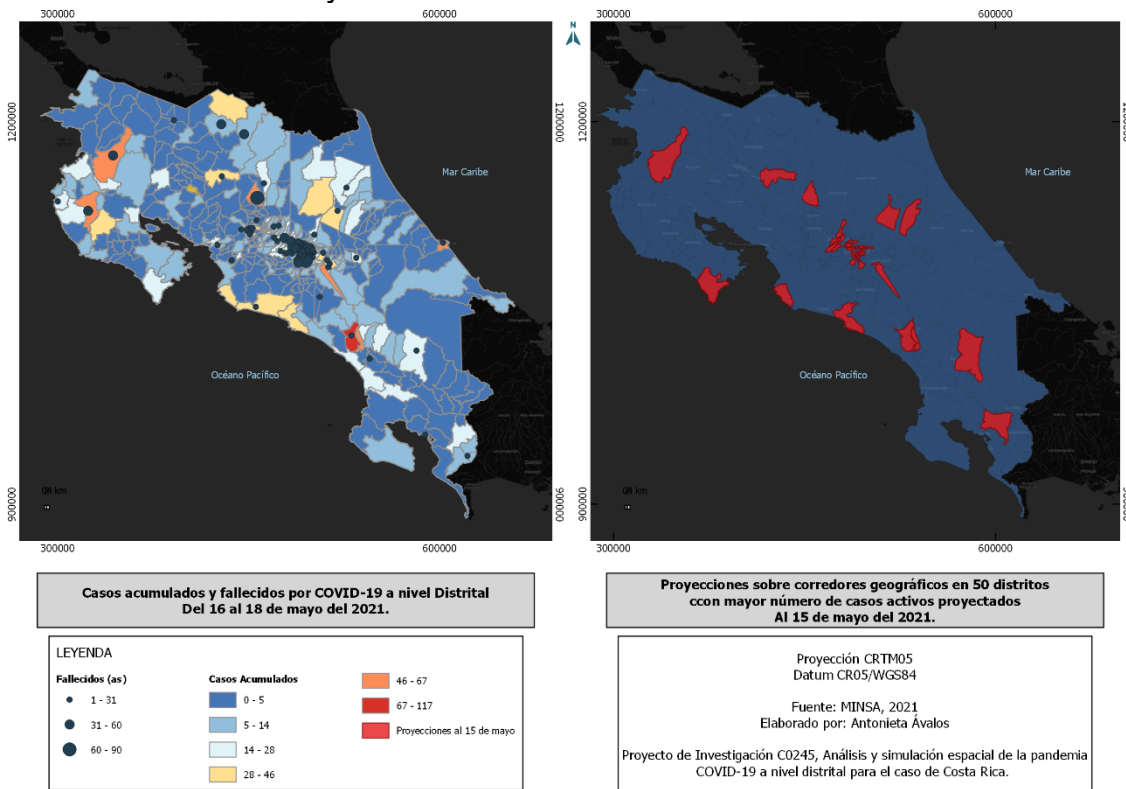 300000
600000
300000
600000
N
1200000
1200000
Mar Caribe
Mar Caribe
Océano Pacífico
Océano Pacífico
km
km
900000
900000
300000
600000
300000
600000
Casos acumulados y fallecidos por COVID-19 a nivel Distrital
Del 16 al 18 de mayo del 2021.
LEYENDA
Fallecidos (as)
1 - 31
31 - 60
60 - 90
Casos Acumulados
0 - 5
5 - 14
14 - 28
28 - 46
46 - 67
67 - 117
Proyecciones al 15 de mayo
Proyecciones sobre corredores geográficos en 50 distritos
ccon mayor número de casos activos proyectados
Al 15 de mayo del 2021.
Proyección CRTM05
Datum CR05/WGS84
Fuente: MINSA, 2021
Elaborado por: Antonieta Ávalos
Proyecto de Investigación C0245, Análisis y simulación espacial de la pandemia
COVID-19 a nivel distrital para el caso de Costa Rica.